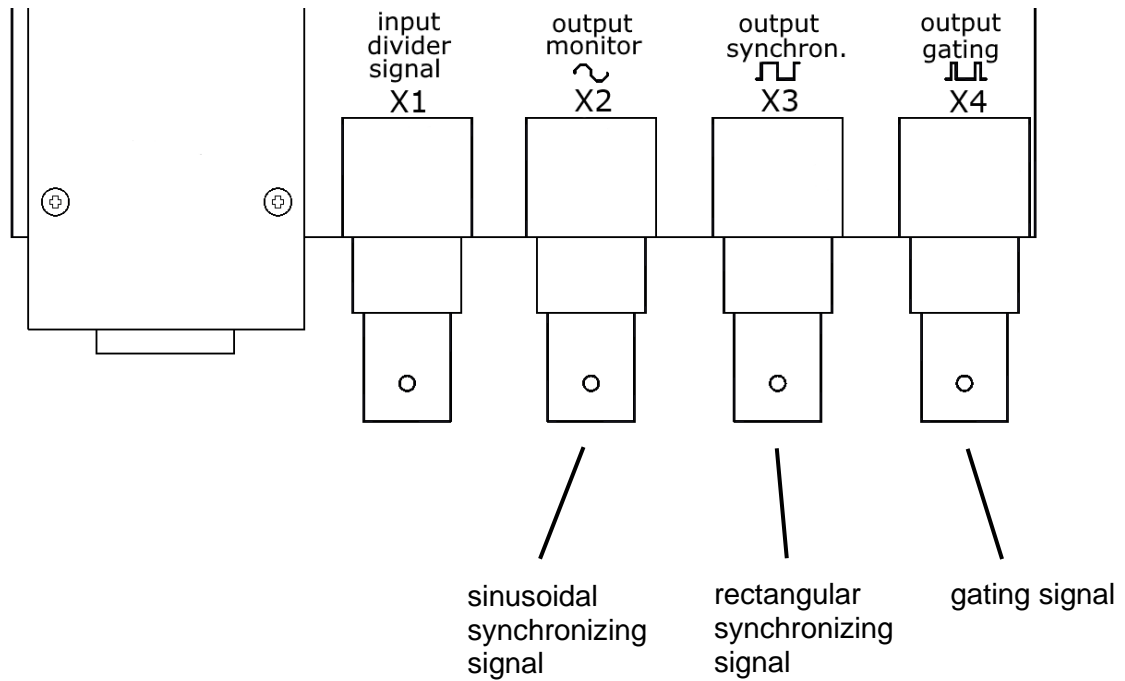 input
divider
signal
X1
output
monitor
X2
output
synchron.
X3
output
gating
X4
sinusoidal
synchronizing
signal
rectangular
synchronizing
signal
gating signal